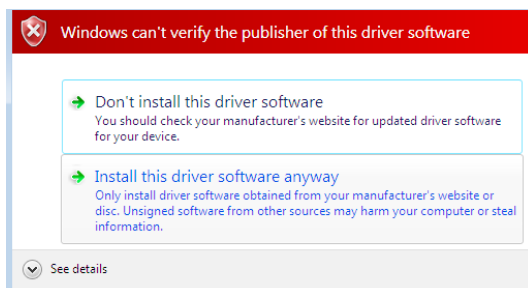 Windows can't verify the publisher of this driver software
Don't install this driver software
You should check your manufacturer's website for updated driver software
for your device.
Install this driver software anyway
Only install driver software obtained from your manufacturer's website or
disc. Unsigned software from other sources may harm your computer or steal
information.
See details